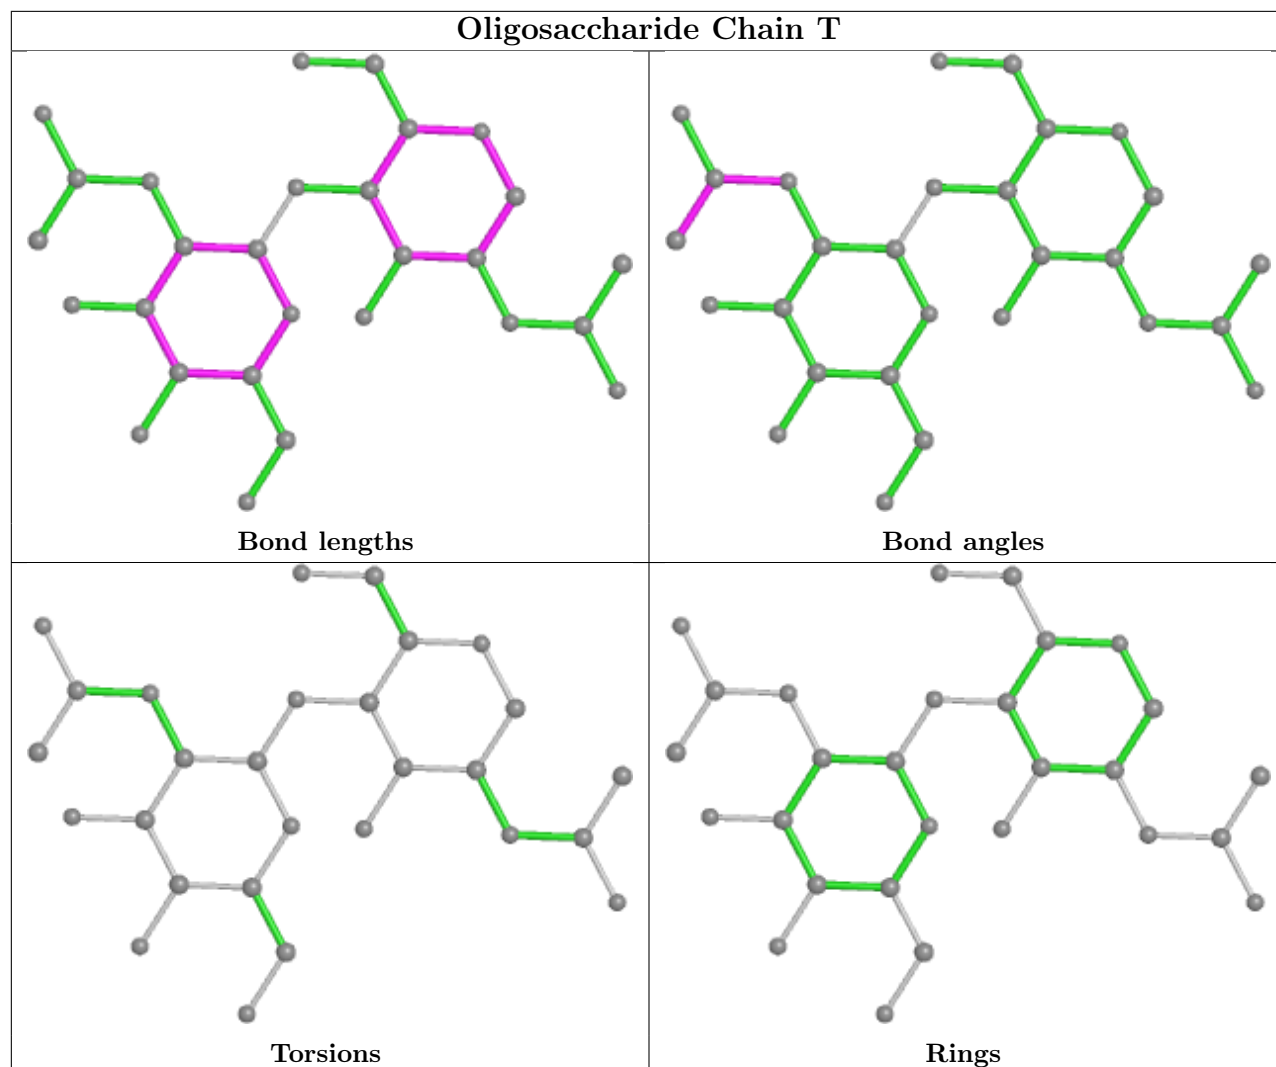 Oligosaccharide Chain T
Bond lengths
Bond angles
Torsions
Rings